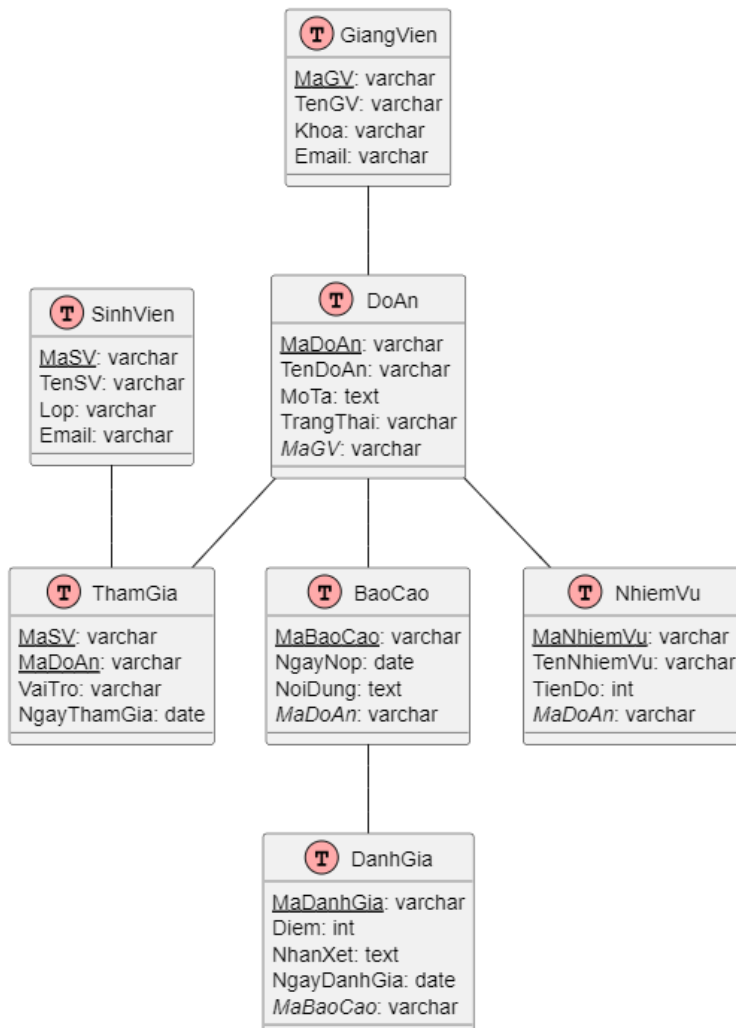 T GiangVien
MaGV: varchar
TenGV: varchar
Khoa: varchar
Email: varchar
T DoAn
MaDoAn: varchar
TenDoAn: varchar
MoTa: text
TrangThai: varchar
MaGV: varchar
T SinhVien
MaSV: varchar
TenSV: varchar
Lop: varchar
Email: varchar
T ThamGia
MaSV: varchar
MaDoAn: varchar
VaiTro: varchar
NgayThamGia: date
T BaoCao
MaBaoCao: varchar
NgayNop: date
NoiDung: text
MaDoAn: varchar
T NhiemVu
MaNhiemVu: varchar
TenNhiemVu: varchar
TienDo: int
MaDoAn: varchar
T DanhGia
MaDanhGia: varchar
Diem: int
NhanXet: text
NgayDanhGia: date
MaBaoCao: varchar